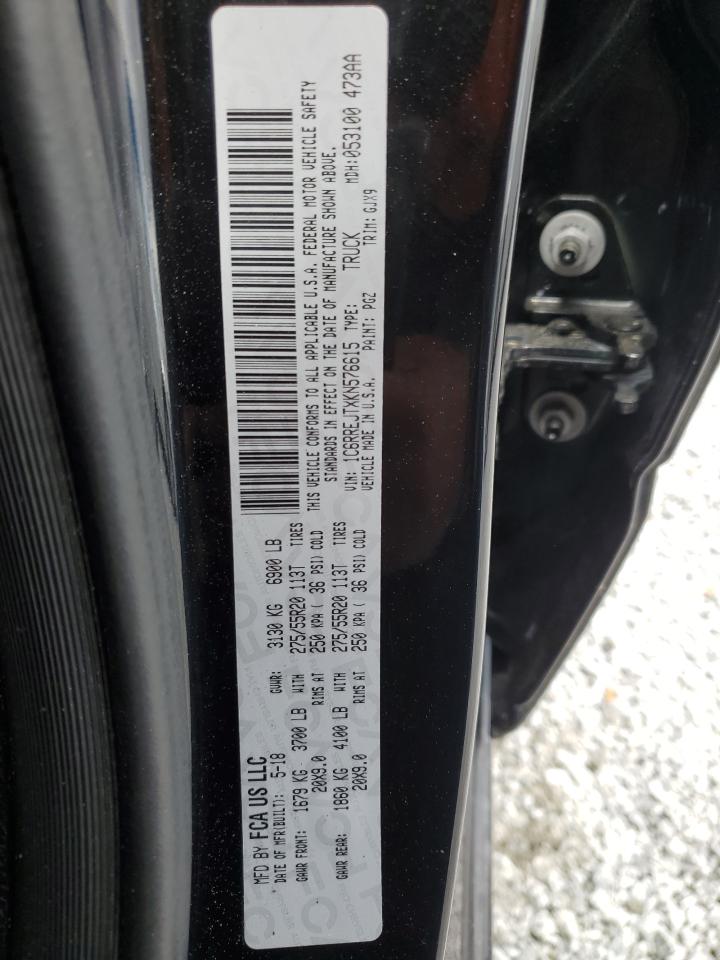 MFD BY FCA US LLC
DATE OF MFR(BUILT): 5-18 GVWR: 3130 KG 6900 LB
GAWR FRONT: 1679 KG 3700 LB WITH 275/55R20 113T TIRES
20X9.0 RIMS AT 250 KPA ( 36 PSI) COLD
GAWR REAR: 1860 KG 4100 LB WITH 275/55R20 113T TIRES
20X9.0 RIMS AT 250 KPA ( 36 PSI) COLD
THIS VEHICLE CONFORMS TO ALL APPLICABLE U.S.A. FEDERAL MOTOR VEHICLE SAFETY
STANDARDS IN EFFECT ON THE DATE OF MANUFACTURE SHOWN ABOVE.
VIN: 1C6RREJTXKN576615 TYPE: TRUCK MDH:053100 473AA
VEHICLE MADE IN U.S.A. PAINT: PGZ TRIM: GJX9